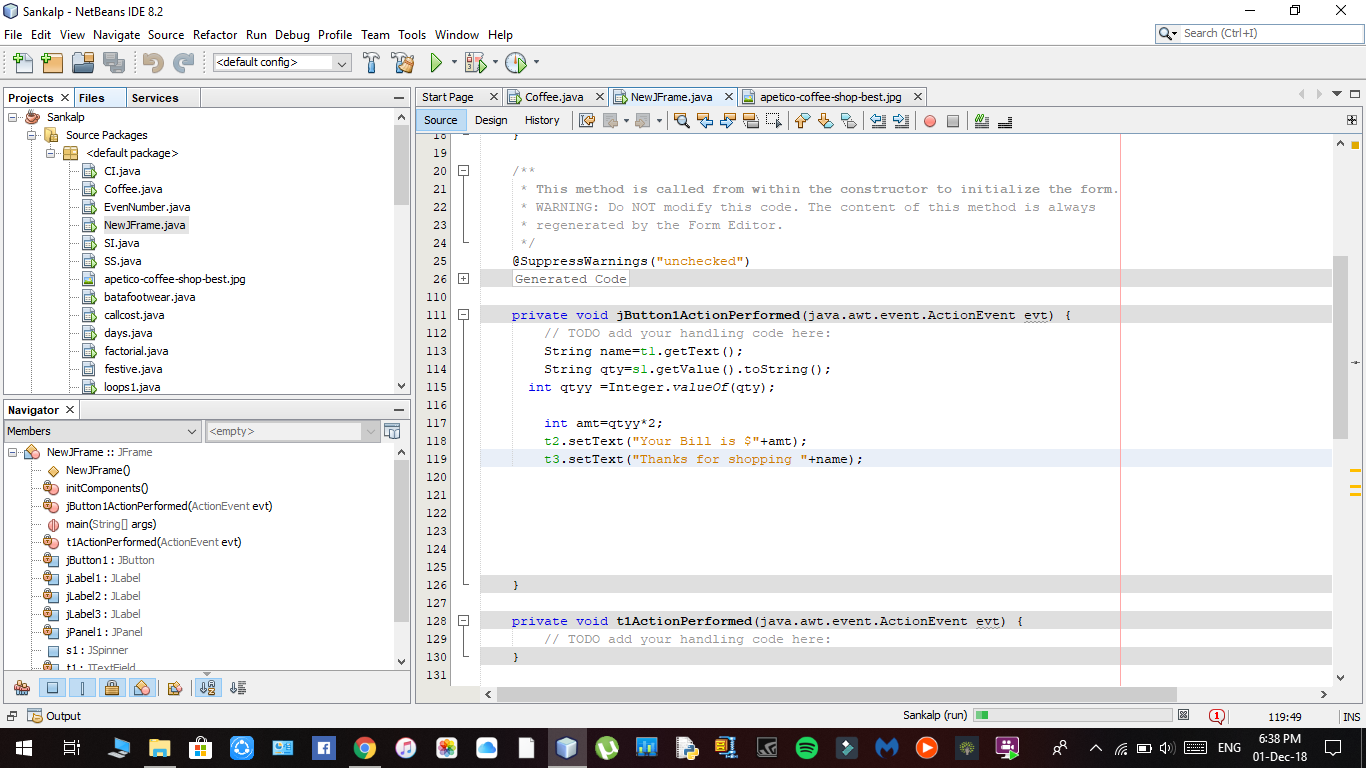 Sankalp - NetBeans IDE 8.2
File Edit View Navigate Source Refactor Run Debug Profile Team Tools Window Help
Search (Ctrl+I)
<default config>
Projects Files Services
Sankalp
Source Packages
<default package>
CI.java
Coffee.java
EvenNumber.java
NewJFrame.java
SI.java
SS.java
apetico-coffee-shop-best.jpg
batafootwear.java
callcost.java
days.java
factorial.java
festive.java
loops1.java
Navigator
Members
<empty>
NewJFrame :: JFrame
NewJFrame()
initComponents()
jButton1ActionPerformed(ActionEvent evt)
main(String[] args)
t1ActionPerformed(ActionEvent evt)
jButton1 : JButton
jLabel1 : JLabel
jLabel2 : JLabel
jLabel3 : JLabel
jPanel1 : JPanel
s1 : JSpinner
t1 : JTextField
Start Page Coffee.java NewJFrame.java apetico-coffee-shop-best.jpg
Source Design History
18 }
19
20 /**
21 * This method is called from within the constructor to initialize the form.
22 * WARNING: Do NOT modify this code. The content of this method is always
23 * regenerated by the Form Editor.
24 */
25 @SuppressWarnings("unchecked")
26 Generated Code
110
111 private void jButton1ActionPerformed(java.awt.event.ActionEvent evt) {
112 // TODO add your handling code here:
113 String name=t1.getText();
114 String qty=s1.getValue().toString();
115 int qtyy =Integer.valueOf(qty);
116
117 int amt=qtyy*2;
118 t2.setText("Your Bill is $"+amt);
119 t3.setText("Thanks for shopping "+name);
120
121
122
123
124
125
126 }
127
128 private void t1ActionPerformed(java.awt.event.ActionEvent evt) {
129 // TODO add your handling code here:
130 }
131
Output
Sankalp (run)
1
119:49
INS
ENG
6:38 PM
01-Dec-18